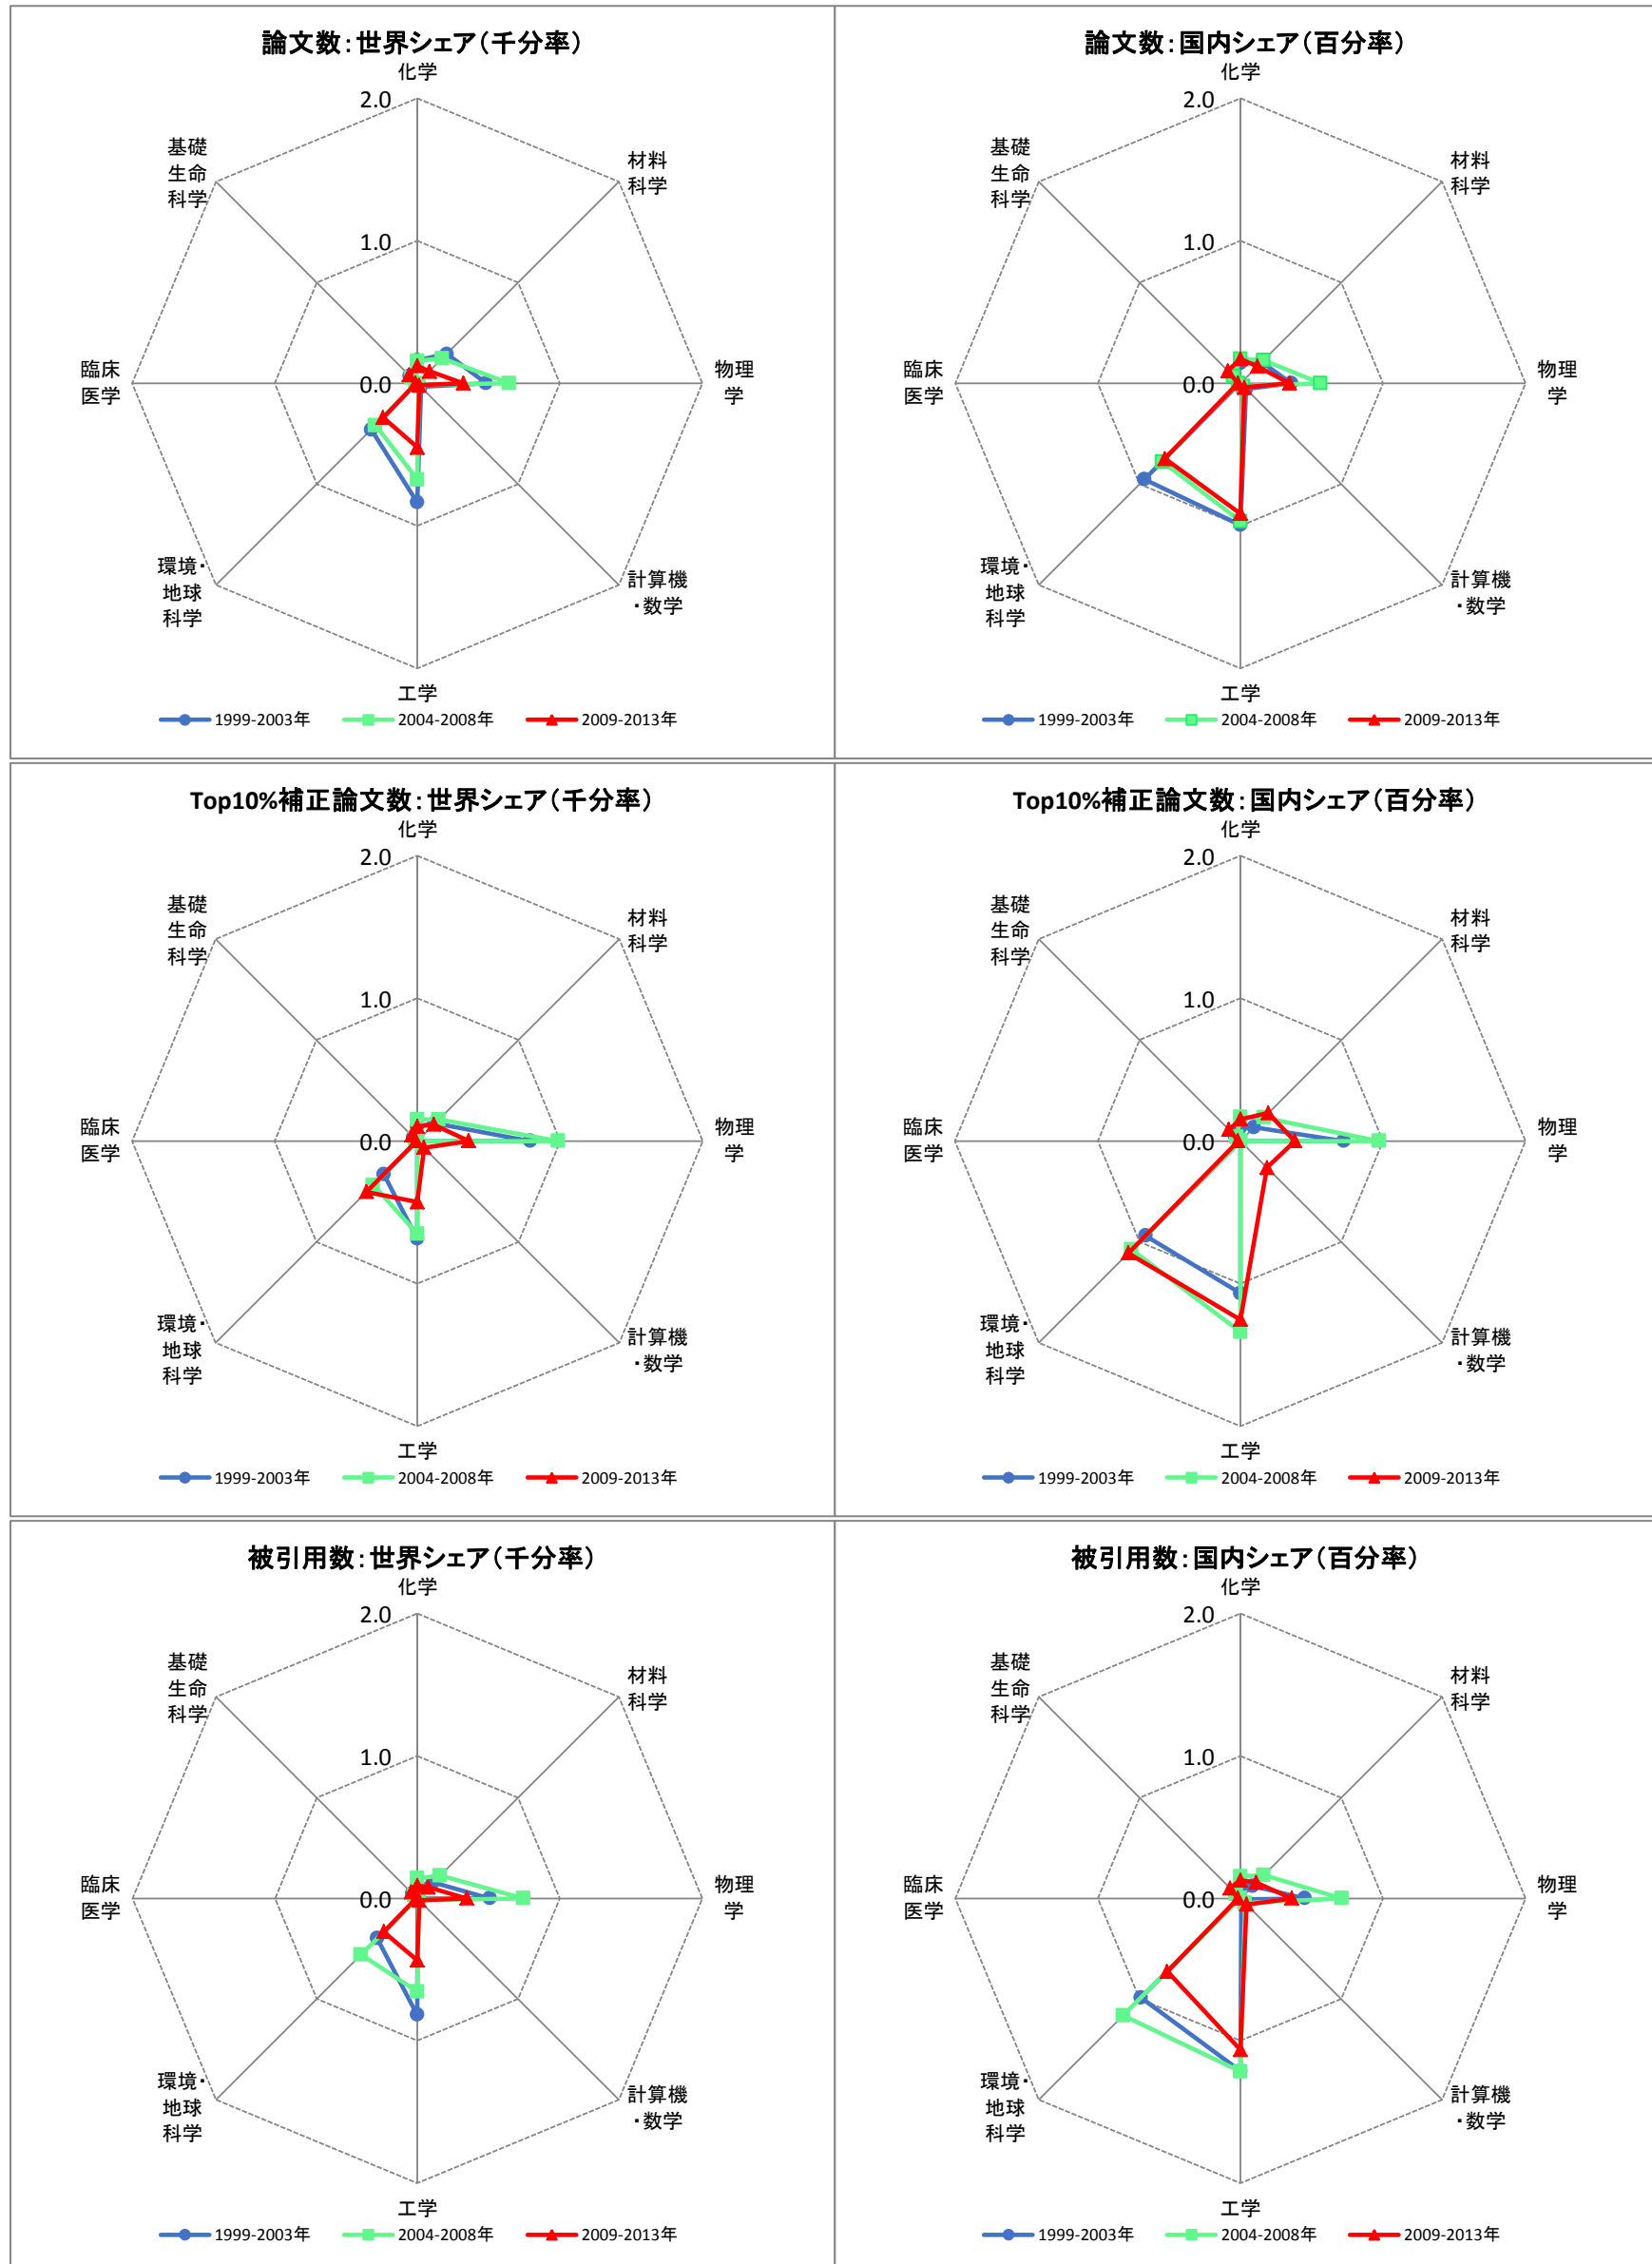 論文数：世界シェア（千分率）
化学
2.0
基礎
生命
科学
材料
科学
1.0
臨床
医学
0.0
物理
学
環境・
地球
科学
計算機
・数学
工学
1999-2003年 2004-2008年 2009-2013年
論文数：国内シェア（百分率）
化学
2.0
基礎
生命
科学
材料
科学
1.0
臨床
医学
0.0
物理
学
環境・
地球
科学
計算機
・数学
工学
1999-2003年 2004-2008年 2009-2013年
Top10%補正論文数：世界シェア（千分率）
化学
2.0
基礎
生命
科学
材料
科学
1.0
臨床
医学
0.0
物理
学
環境・
地球
科学
計算機
・数学
工学
1999-2003年 2004-2008年 2009-2013年
Top10%補正論文数：国内シェア（百分率）
化学
2.0
基礎
生命
科学
材料
科学
1.0
臨床
医学
0.0
物理
学
環境・
地球
科学
計算機
・数学
工学
1999-2003年 2004-2008年 2009-2013年
被引用数：世界シェア（千分率）
化学
2.0
基礎
生命
科学
材料
科学
1.0
臨床
医学
0.0
物理
学
環境・
地球
科学
計算機
・数学
工学
1999-2003年 2004-2008年 2009-2013年
被引用数：国内シェア（百分率）
化学
2.0
基礎
生命
科学
材料
科学
1.0
臨床
医学
0.0
物理
学
環境・
地球
科学
計算機
・数学
工学
1999-2003年 2004-2008年 2009-2013年